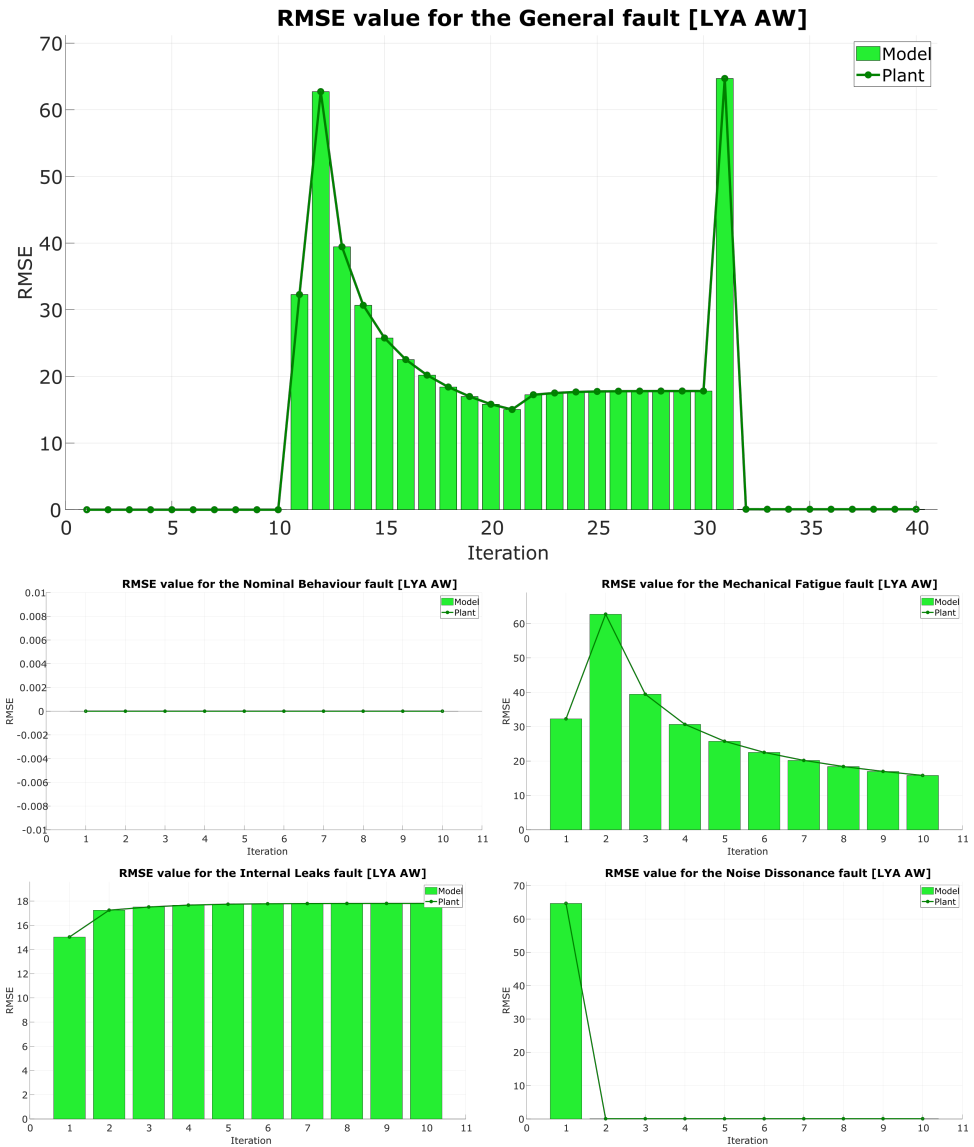 RMSE value for the General fault [LYA AW]
70
60
50
40
30
20
10
0
RMSE
Model
Plant
0 5 10 15 20 25 30 35 40
Iteration
RMSE value for the Nominal Behaviour fault [LYA AW]
0.01
0.008
0.006
0.004
0.002
0
-0.002
-0.004
-0.006
-0.008
-0.01
RMSE
Model
Plant
0 1 2 3 4 5 6 7 8 9 10 11
Iteration
RMSE value for the Mechanical Fatigue fault [LYA AW]
60
50
40
30
20
10
0
RMSE
Model
Plant
0 1 2 3 4 5 6 7 8 9 10 11
Iteration
RMSE value for the Internal Leaks fault [LYA AW]
18
16
14
12
10
8
6
4
2
0
RMSE
Model
Plant
0 1 2 3 4 5 6 7 8 9 10 11
Iteration
RMSE value for the Noise Dissonance fault [LYA AW]
70
60
50
40
30
20
10
0
RMSE
Model
Plant
0 1 2 3 4 5 6 7 8 9 10 11
Iteration